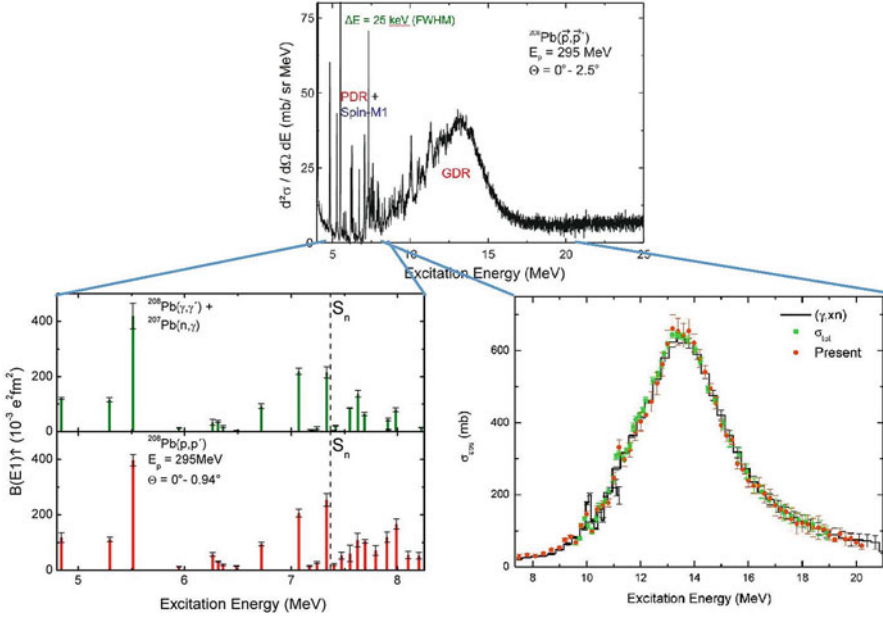 75
50
25
0
d²σ / dΩ dE (mb/ sr MeV)
ΔE = 25 keV (FWHM)
PDR +
Spin-M1
GDR
²⁰⁸Pb(p⃗,p⃗´)
Eₚ = 295 MeV
Θ = 0° - 2.5°
5 10 15 20 25
Excitation Energy (MeV)
400
200
0
²⁰⁸Pb(γ,γ´) +
²⁰⁷Pb(n,γ)
Sₙ
B(E1)↑ (10⁻³ e²fm²)
400
200
0
²⁰⁸Pb(p,p´)
Eₚ = 295MeV
Θ = 0°- 0.94°
Sₙ
5 6 7 8
Excitation Energy (MeV)
600
400
200
0
(mb)
(γ,xn)
σₜₒₜ
Present
8 10 12 14 16 18 20
Excitation Energy (MeV)